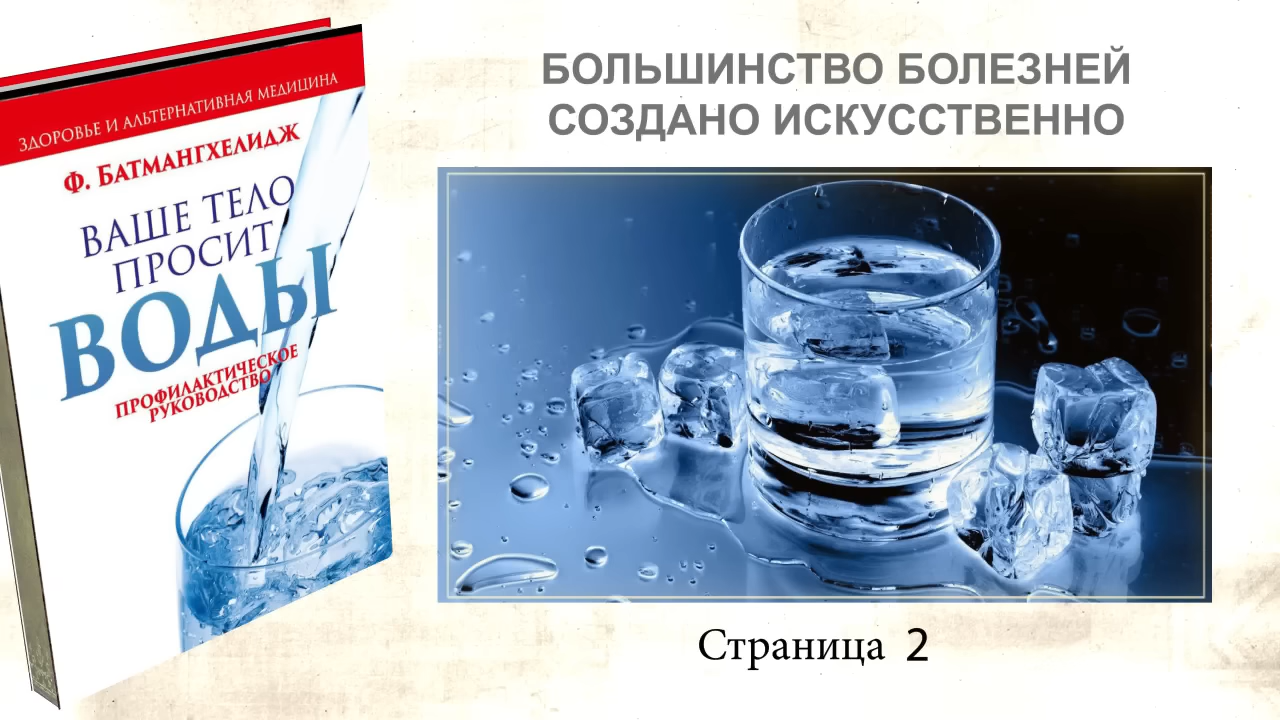 ЗДОРОВЬЕ И АЛЬТЕРНАТИВНАЯ МЕДИЦИНА
Ф. БАТМАНГХЕЛИДЖ
ВАШЕ ТЕЛО
ПРОСИТ
ВОДЫ
ПРОФИЛАКТИЧЕСКОЕ
РУКОВОДСТВО
БОЛЬШИНСТВО БОЛЕЗНЕЙ
СОЗДАНО ИСКУССТВЕННО
Страница 2